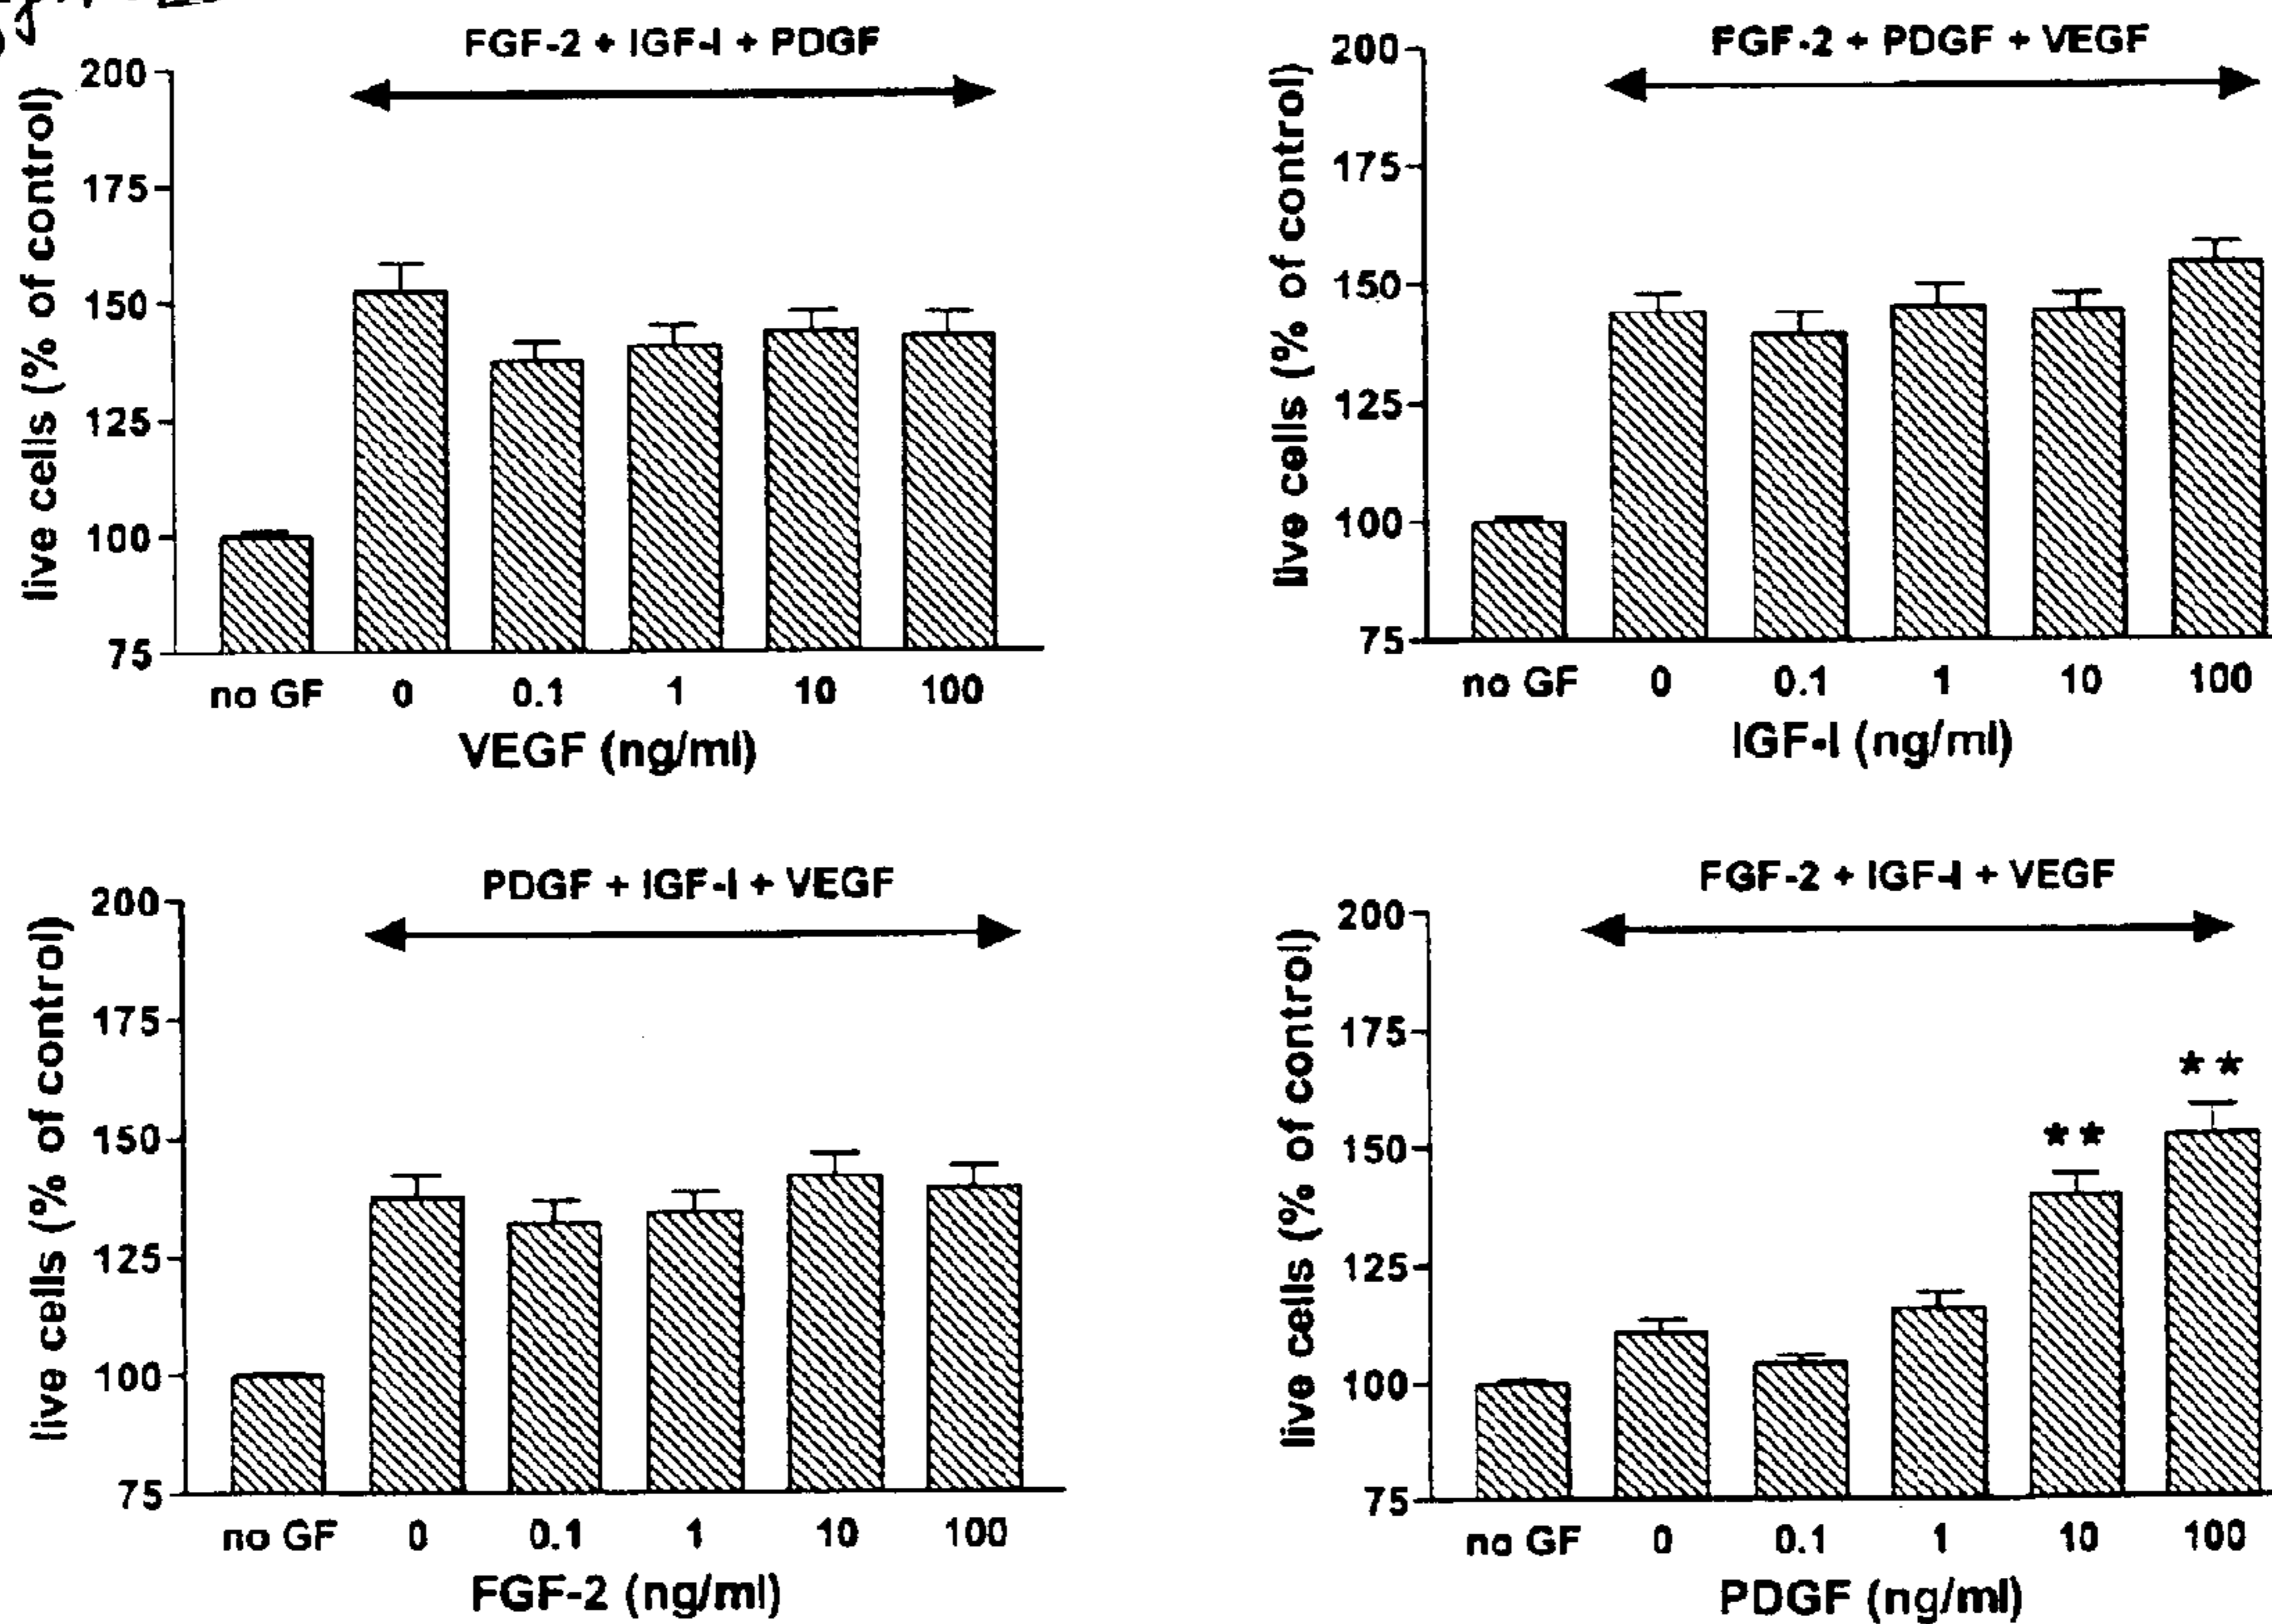 FGF-2 + IGF-I + PDGF
live cells (% of control)
200
175
150
125
100
75
no GF 0 0.1 1 10 100
VEGF (ng/ml)
FGF-2 + PDGF + VEGF
live cells (% of control)
200
175
150
125
100
75
no GF 0 0.1 1 10 100
IGF-I (ng/ml)
PDGF + IGF-I + VEGF
live cells (% of control)
200
175
150
125
100
75
no GF 0 0.1 1 10 100
FGF-2 (ng/ml)
FGF-2 + IGF-I + VEGF
live cells (% of control)
200
175
150
125
100
75
**
**
no GF 0 0.1 1 10 100
PDGF (ng/ml)